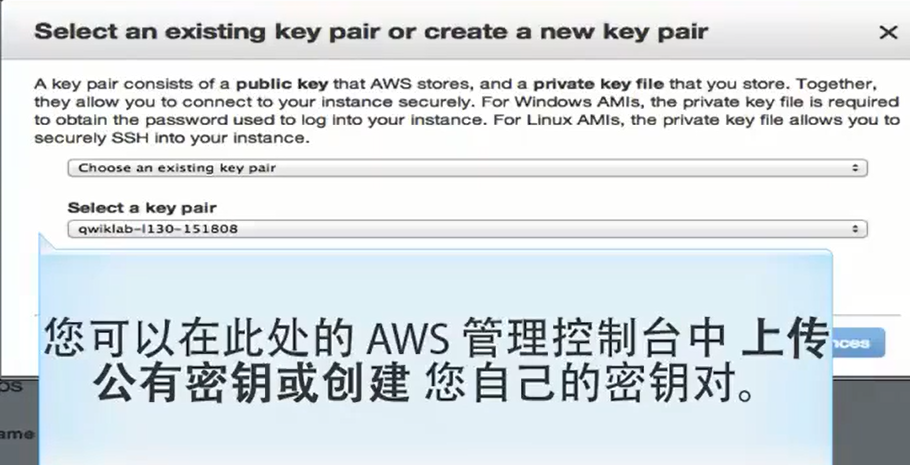 Select an existing key pair or create a new key pair
A key pair consists of a public key that AWS stores, and a private key file that you store. Together,
they allow you to connect to your instance securely. For Windows AMIs, the private key file is required
to obtain the password used to log into your instance. For Linux AMIs, the private key file allows you to
securely SSH into your instance.
Choose an existing key pair
Select a key pair
qwiklab-l130-151808
您可以在此处的 AWS 管理控制台中 上传
公有密钥或创建 您自己的密钥对。